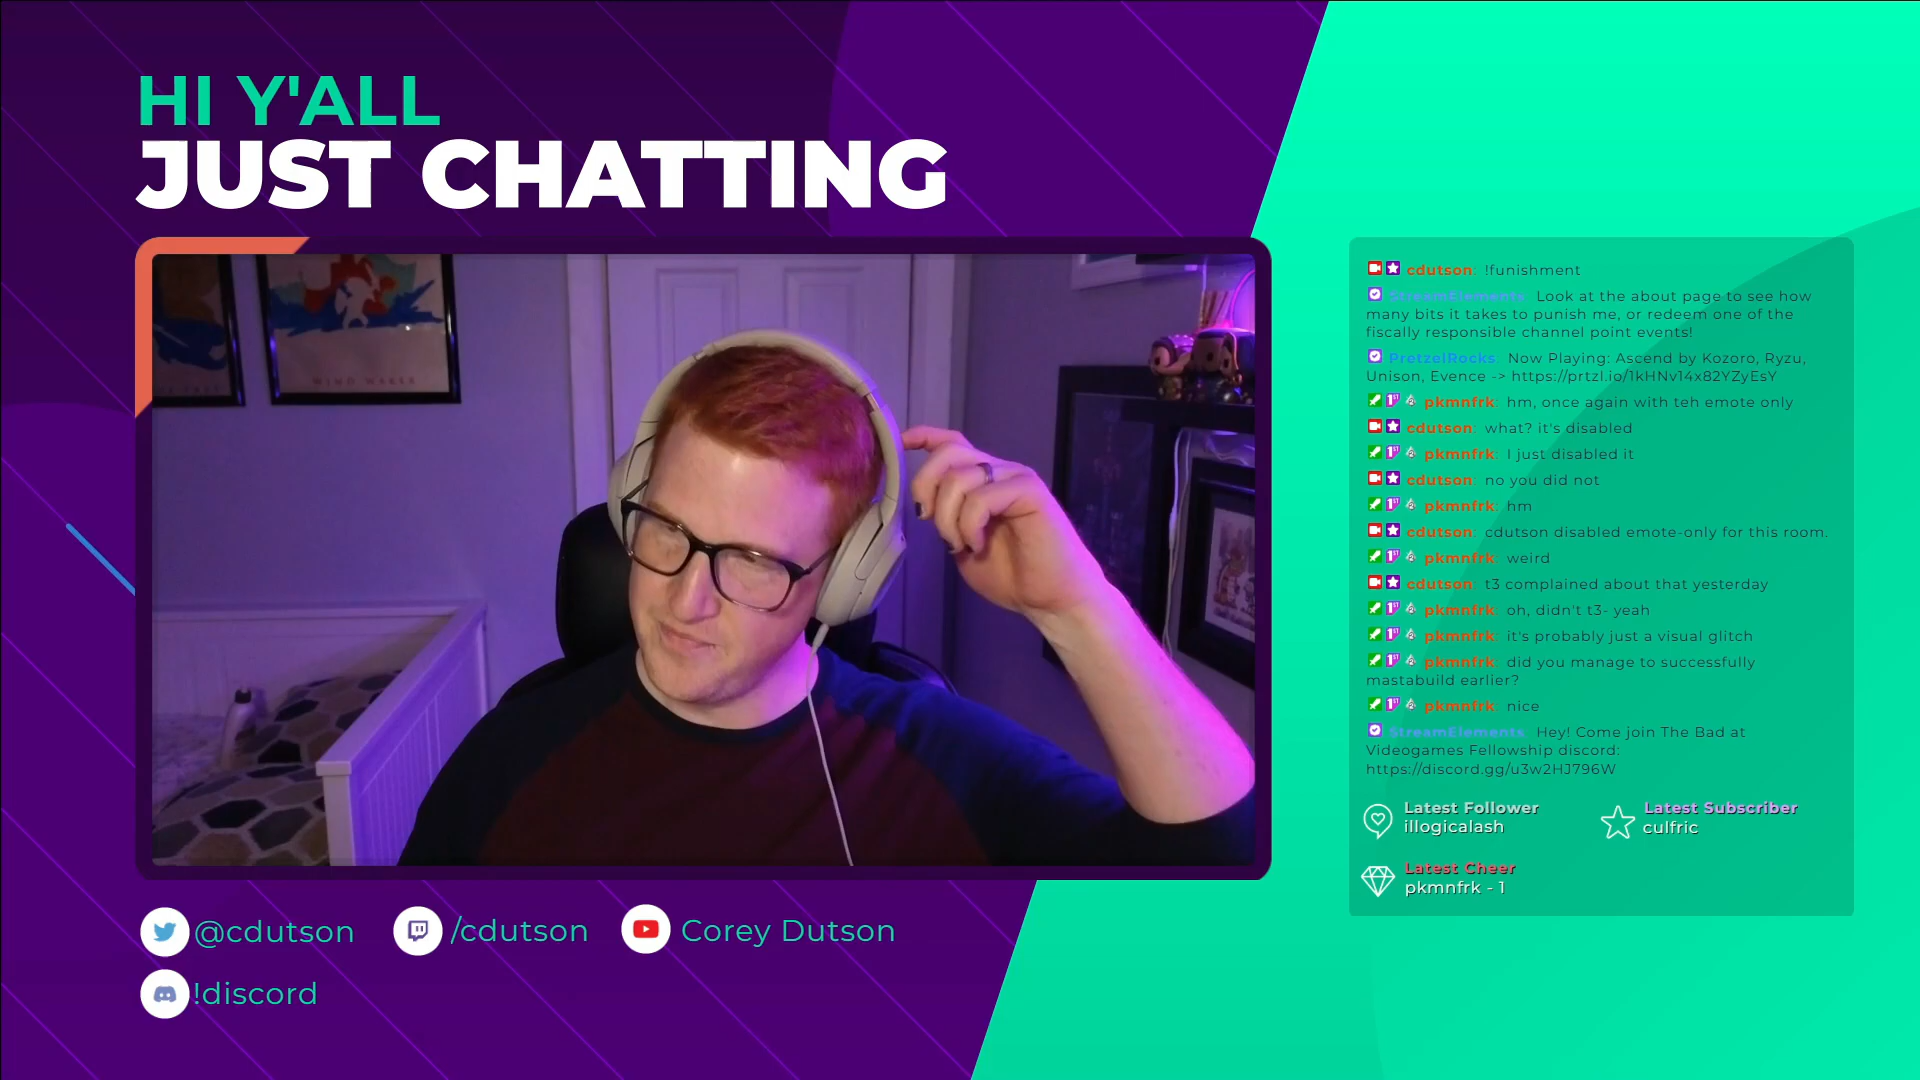 HI Y'ALL
JUST CHATTING
WIND WAKER
cdutson: !funishment
StreamElements: Look at the about page to see how
many bits it takes to punish me, or redeem one of the
fiscally responsible channel point events!
PretzelRocks: Now Playing: Ascend by Kozoro, Ryzu,
Unison, Evence -> https://prtzl.io/1kHNv14x82YZyEsY
pkmnfrk: hm, once again with teh emote only
cdutson: what? it's disabled
pkmnfrk: I just disabled it
cdutson: no you did not
pkmnfrk: hm
cdutson: cdutson disabled emote-only for this room.
pkmnfrk: weird
cdutson: t3 complained about that yesterday
pkmnfrk: oh, didn't t3- yeah
pkmnfrk: it's probably just a visual glitch
pkmnfrk: did you manage to successfully
mastabuild earlier?
pkmnfrk: nice
StreamElements: Hey! Come join The Bad at
Videogames Fellowship discord:
https://discord.gg/u3w2HJ796W
Latest Follower
illogicalash
Latest Subscriber
culfric
Latest Cheer
pkmnfrk - 1
@cdutson
/cdutson
Corey Dutson
!discord